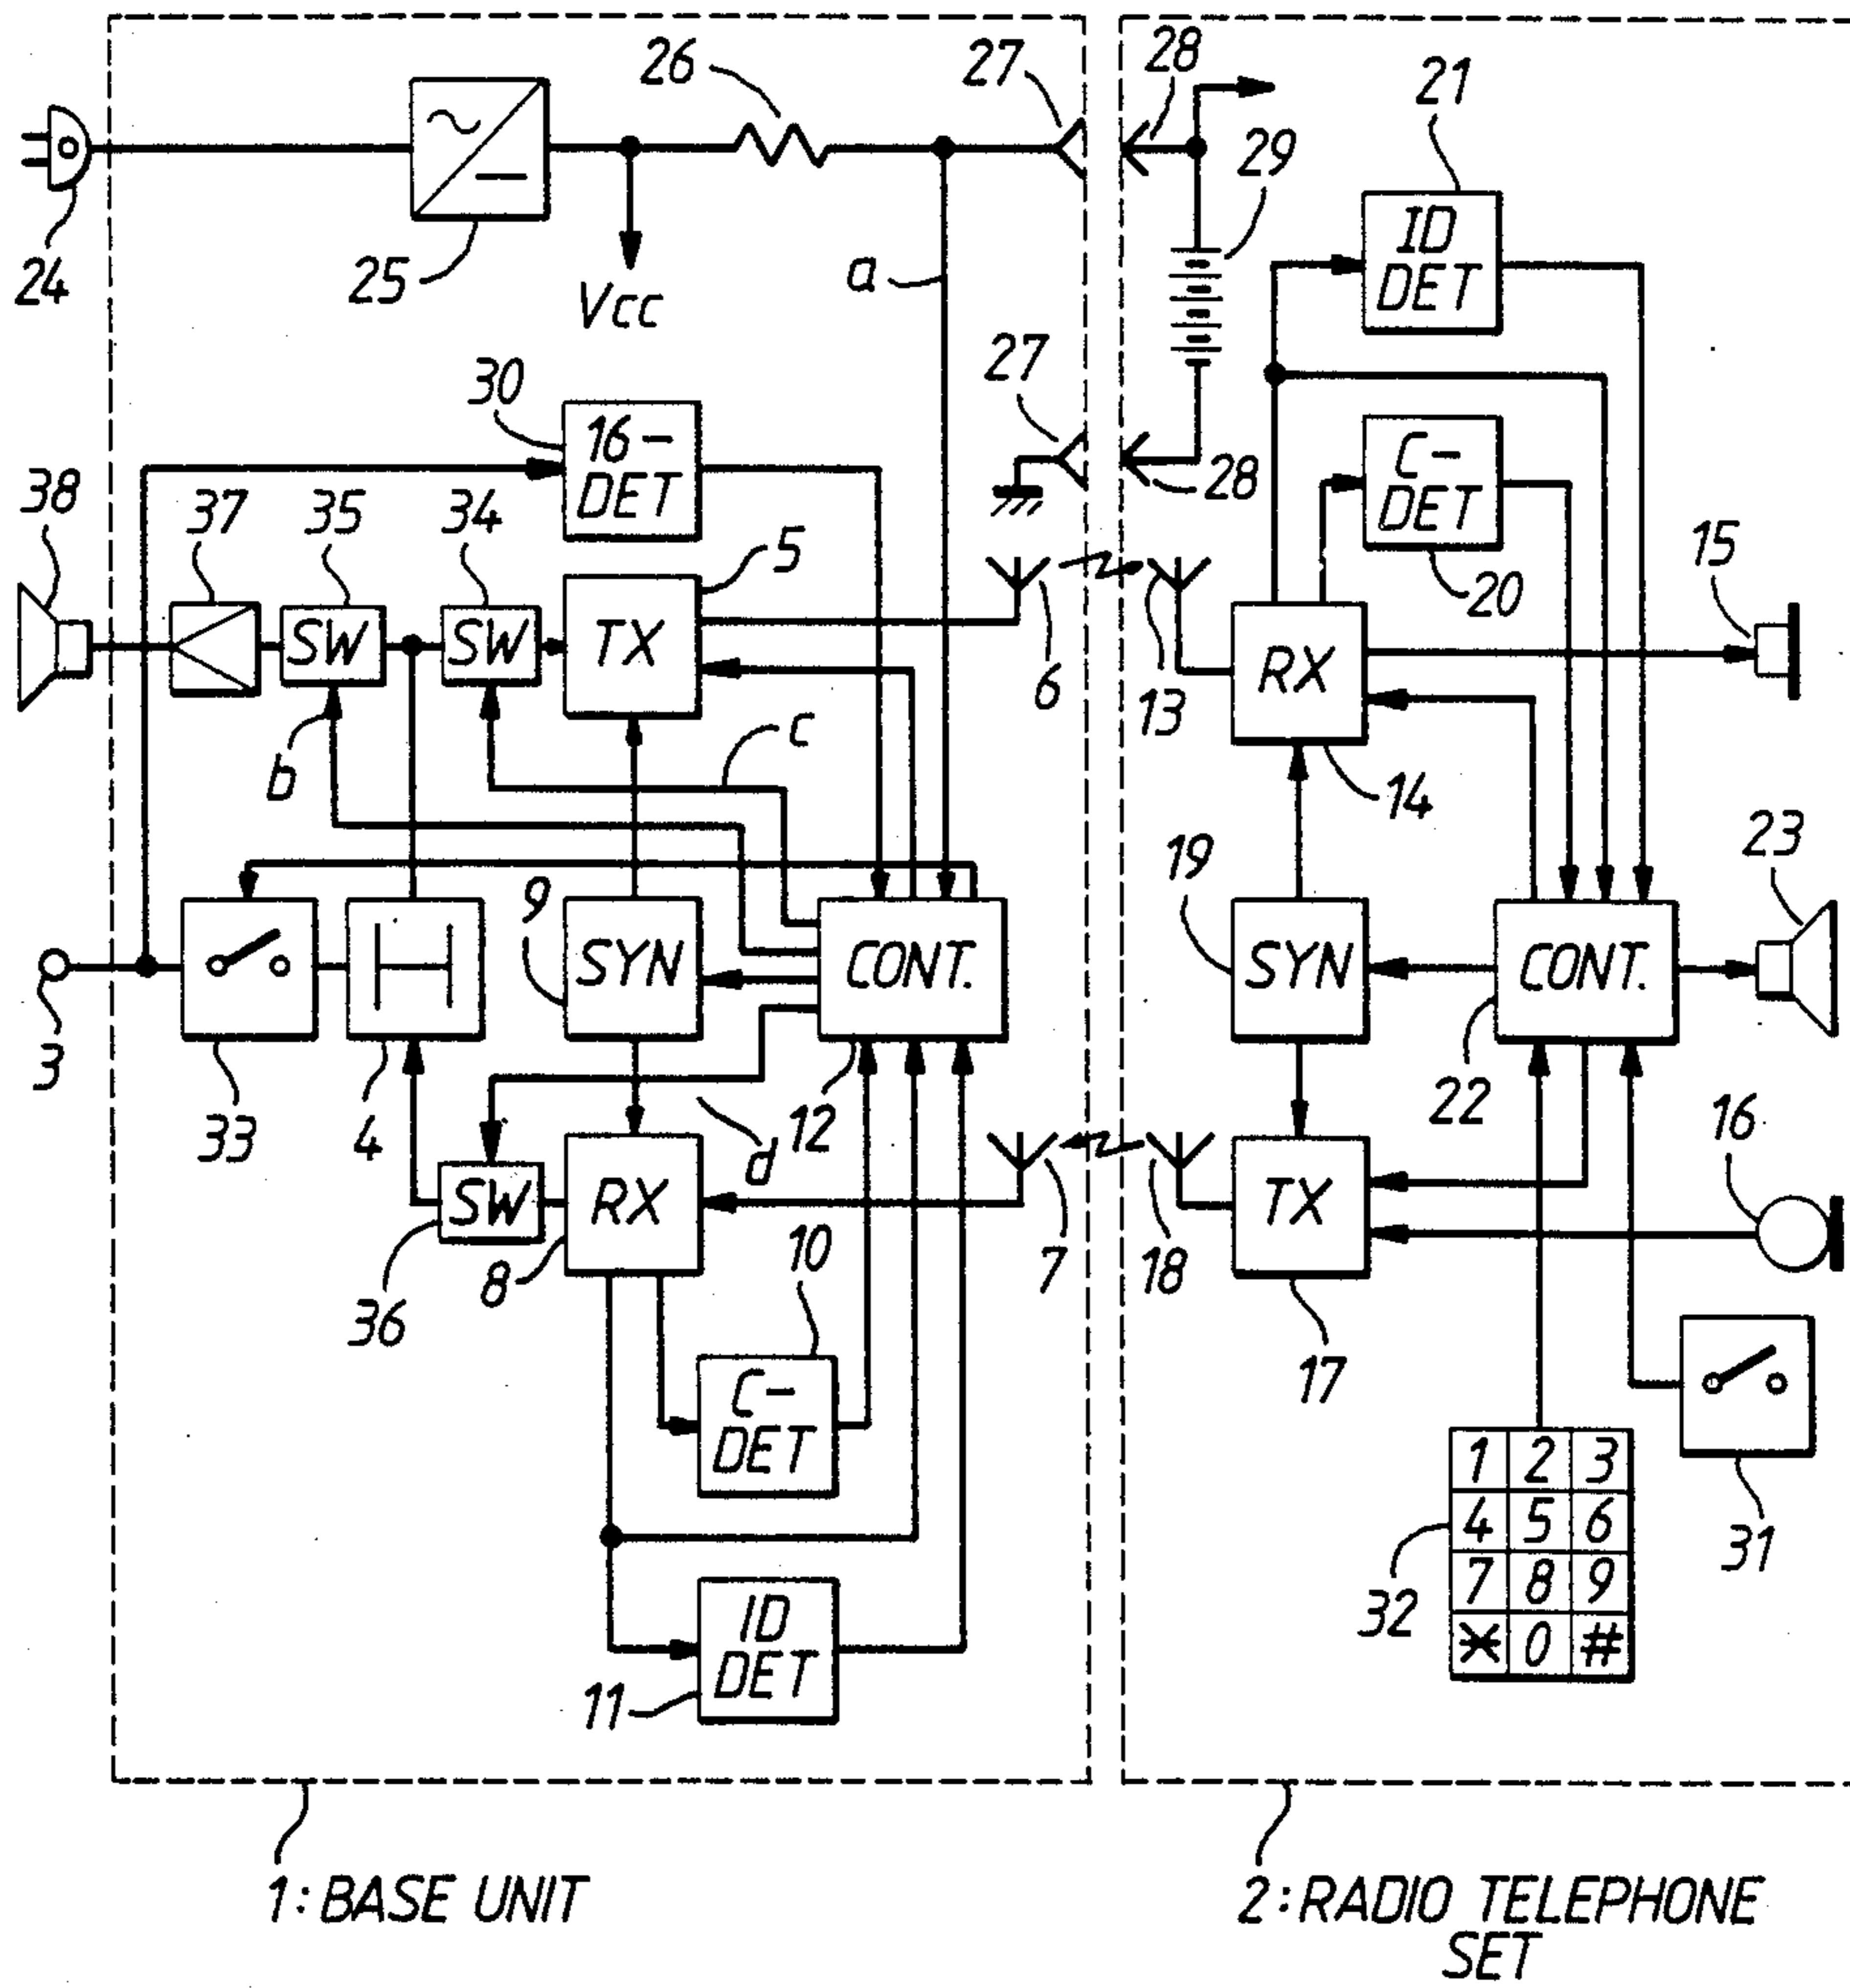 26
27
28
21
29
24
25
Vcc
a
ID
DET
30
27
16-
DET
38
37
35
34
5
28
C-
DET
20
15
SW
SW
TX
6
13
RX
b
c
14
19
23
9
SYN
CONT.
SYN
CONT.
3
33
4
12
22
16
d
SW
RX
TX
36
8
10
7
18
17
C-
DET
1 2 3
4 5 6
7 8 9
* 0 #
31
32
ID
DET
11
1: BASE UNIT
2: RADIO TELEPHONE
SET